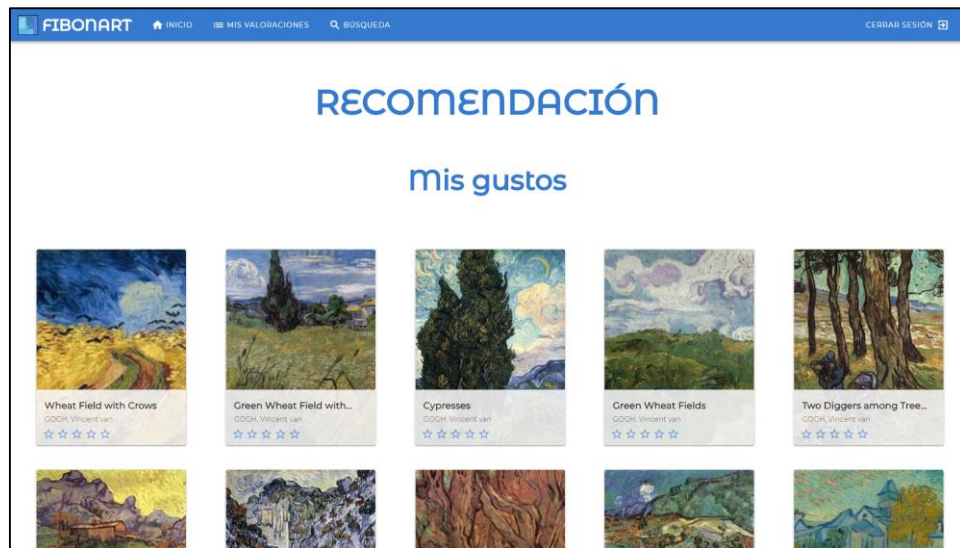 FIBONART INICIO MIS VALORACIONES BÚSQUEDA CERRAR SESIÓN
RECOMENDACIÓN
Mis gustos
Wheat Field with Crows
GOGH, Vincent van
Green Wheat Field with...
GOGH, Vincent van
Cypresses
GOGH, Vincent van
Green Wheat Fields
GOGH, Vincent van
Two Diggers among Tree...
GOGH, Vincent van